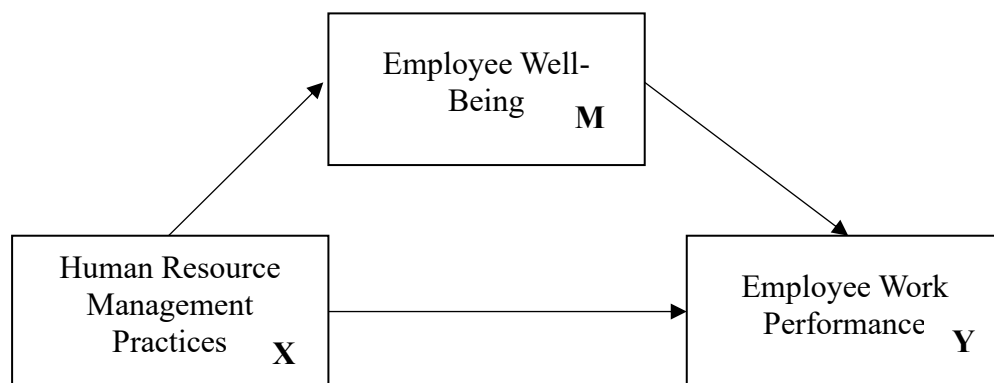 Employee Well-
Being
M
Human Resource
Management
Practices
X
Employee Work
Performance
Y